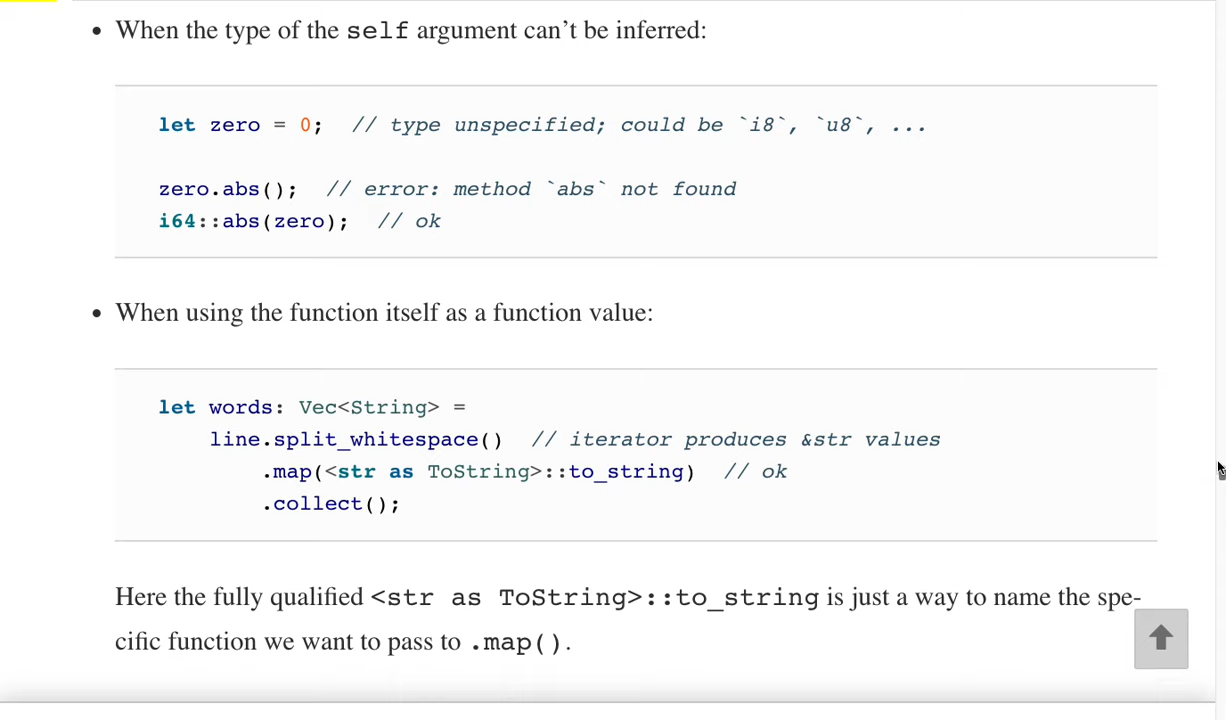 • When the type of the self argument can’t be inferred:
let zero = 0;  // type unspecified; could be `i8`, `u8`, ...
zero.abs();  // error: method `abs` not found
i64::abs(zero);  // ok
• When using the function itself as a function value:
let words: Vec<String> =
    line.split_whitespace()  // iterator produces &str values
        .map(<str as ToString>::to_string)  // ok
        .collect();
Here the fully qualified <str as ToString>::to_string is just a way to name the spe-
cific function we want to pass to .map().